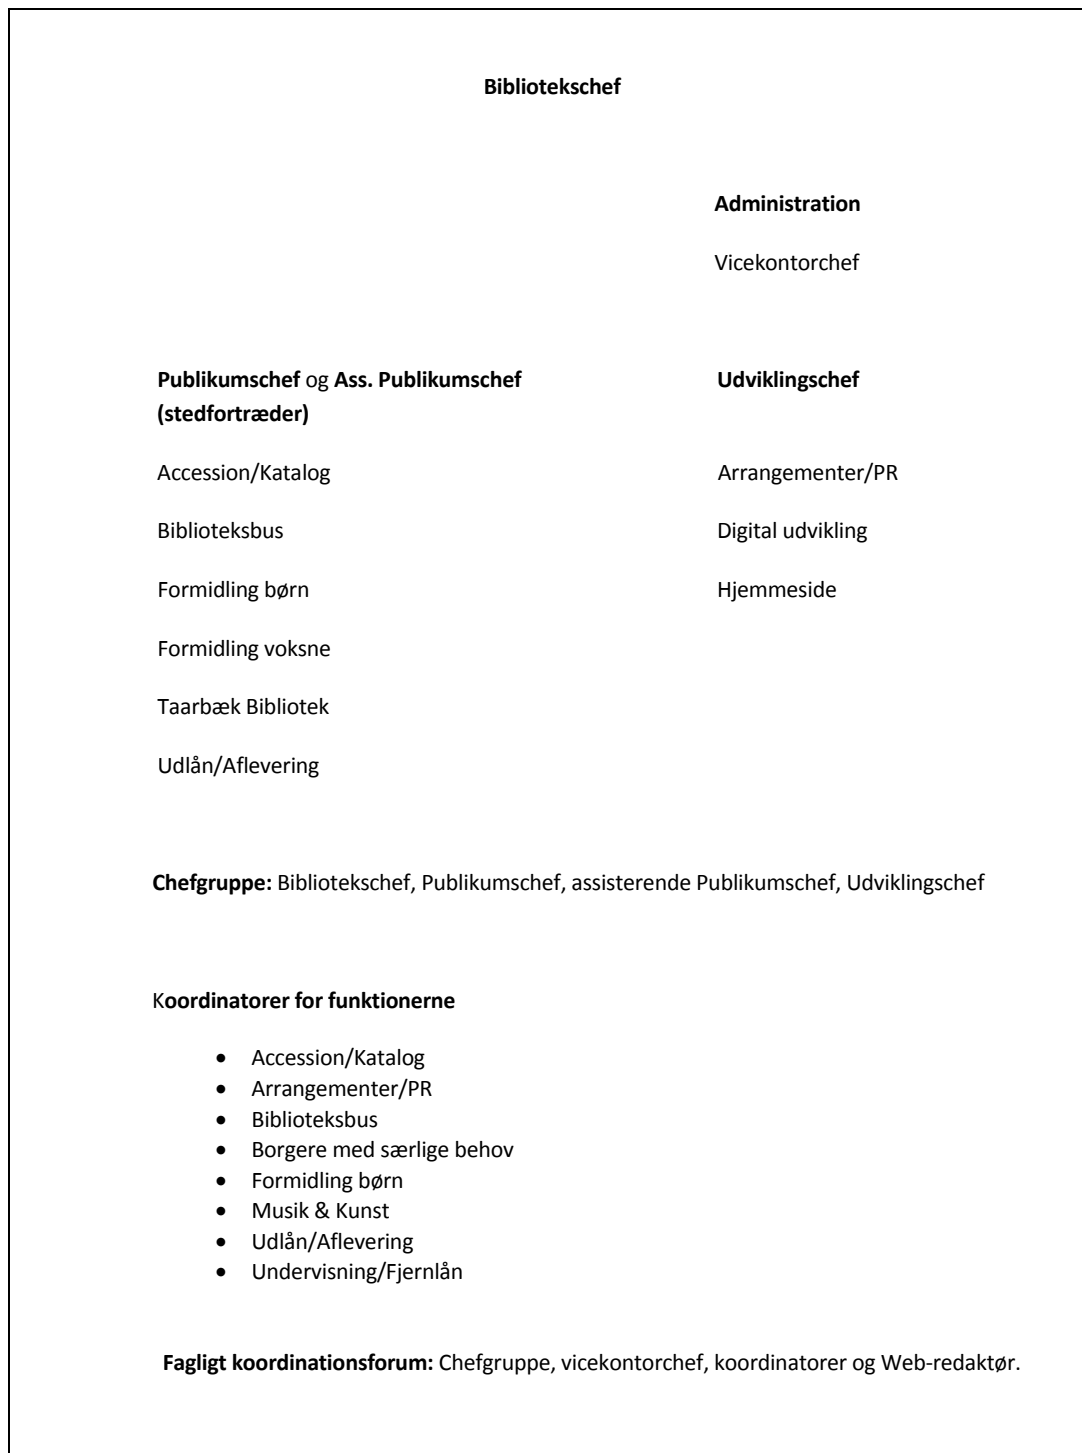 Bibliotekschef
Administration
Vicekontorchef
Publikumschef og Ass. Publikumschef
(stedfortræder)
Accession/Katalog
Biblioteksbus
Formidling børn
Formidling voksne
Taarbæk Bibliotek
Udlån/Aflevering
Udviklingschef
Arrangementer/PR
Digital udvikling
Hjemmeside
Chefgruppe: Bibliotekschef, Publikumschef, assisterende Publikumschef, Udviklingschef
Koordinatorer for funktionerne
• Accession/Katalog
• Arrangementer/PR
• Biblioteksbus
• Borgere med særlige behov
• Formidling børn
• Musik & Kunst
• Udlån/Aflevering
• Undervisning/Fjernlån
Fagligt koordinationsforum: Chefgruppe, vicekontorchef, koordinatorer og Web-redaktør.